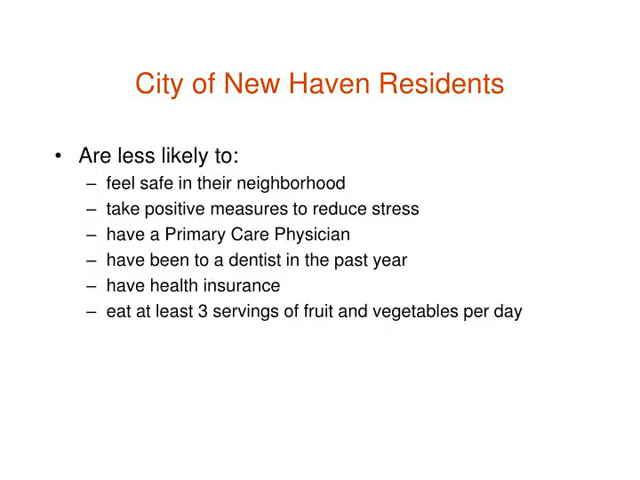 City of New Haven Residents
• Are less likely to:
– feel safe in their neighborhood
– take positive measures to reduce stress
– have a Primary Care Physician
– have been to a dentist in the past year
– have health insurance
– eat at least 3 servings of fruit and vegetables per day